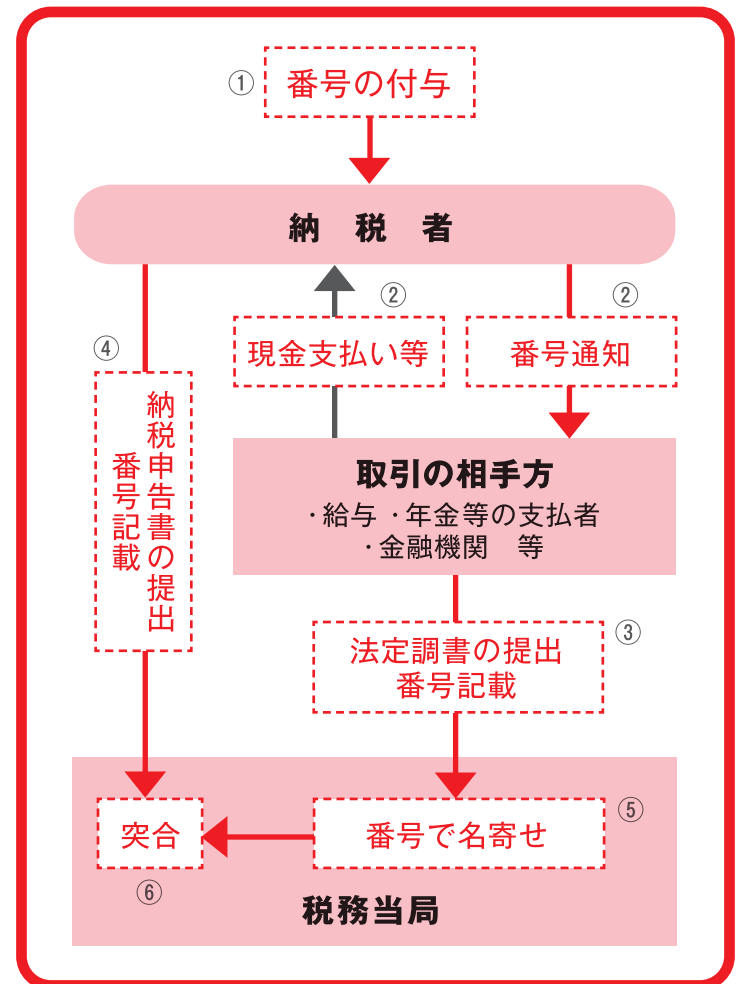 ① 番号の付与
納　税　者
②
②
現金支払い等
番号通知
④
納税申告書の提出
番号記載
取引の相手方
・給与 ・年金等の支払者
・金融機関　等
③
法定調書の提出
番号記載
⑤
突合
番号で名寄せ
⑥
税務当局